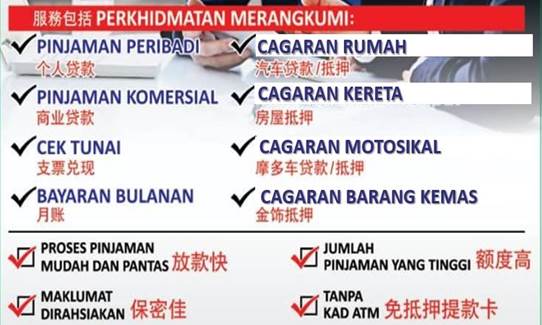 服務包括 PERKHIDMATAN MERANGKUMI:
PINJAMAN PERIBADI
个人贷款
CAGARAN RUMAH
汽车贷款/抵押
PINJAMAN KOMERSIAL
商业贷款
CAGARAN KERETA
房屋抵押
CEK TUNAI
支票兑现
CAGARAN MOTOSIKAL
摩多车贷款/抵押
BAYARAN BULANAN
月账
CAGARAN BARANG KEMAS
金饰抵押
PROSES PINJAMAN
MUDAH DAN PANTAS 放款快
JUMLAH
PINJAMAN YANG TINGGI 额度高
MAKLUMAT
DIRAHSIAKAN 保密佳
TANPA
KAD ATM 免抵押提款卡